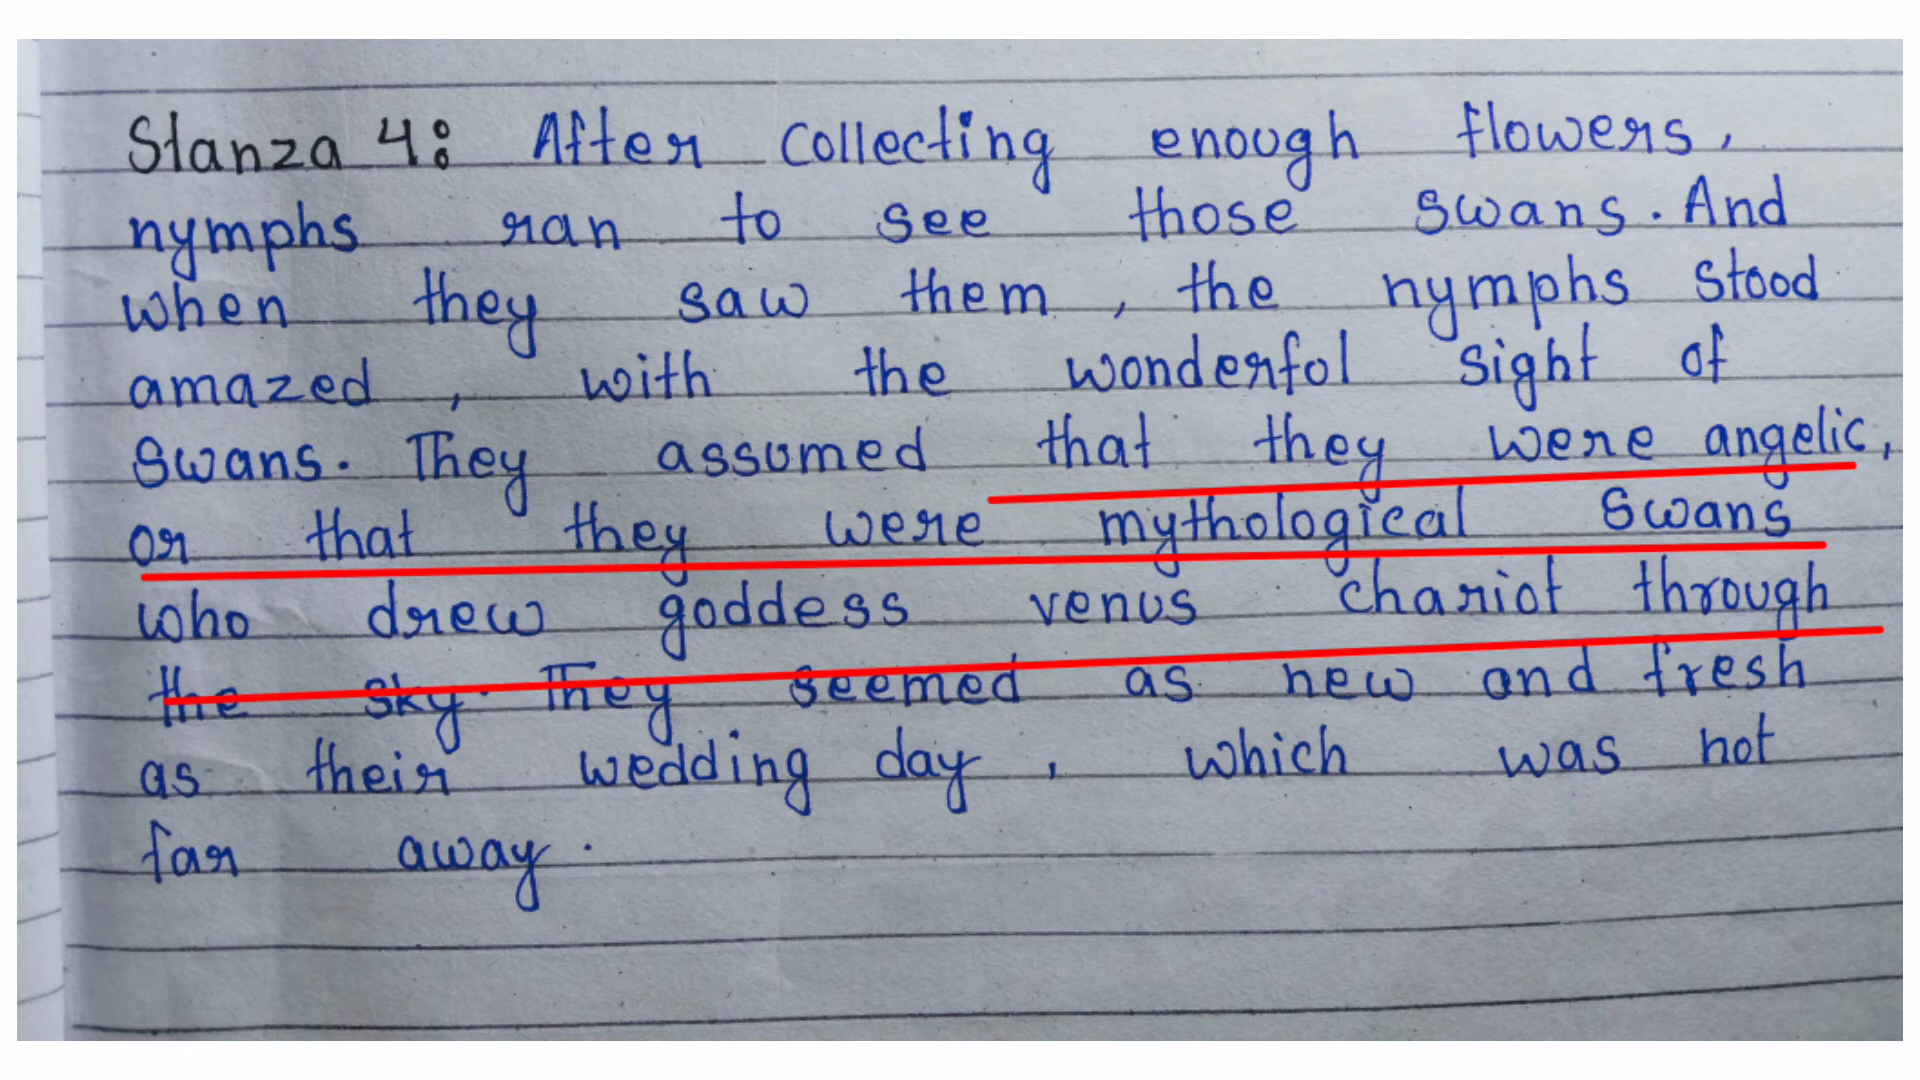 Stanza 4: After collecting enough flowers,
nymphs ran to see those swans. And
when they saw them, the nymphs stood
amazed, with the wonderful sight of
swans. They assumed that they were angelic,
or that they were mythological swans
who drew goddess venus chariot through
the sky. They seemed as new and fresh
as their wedding day, which was not
far away.